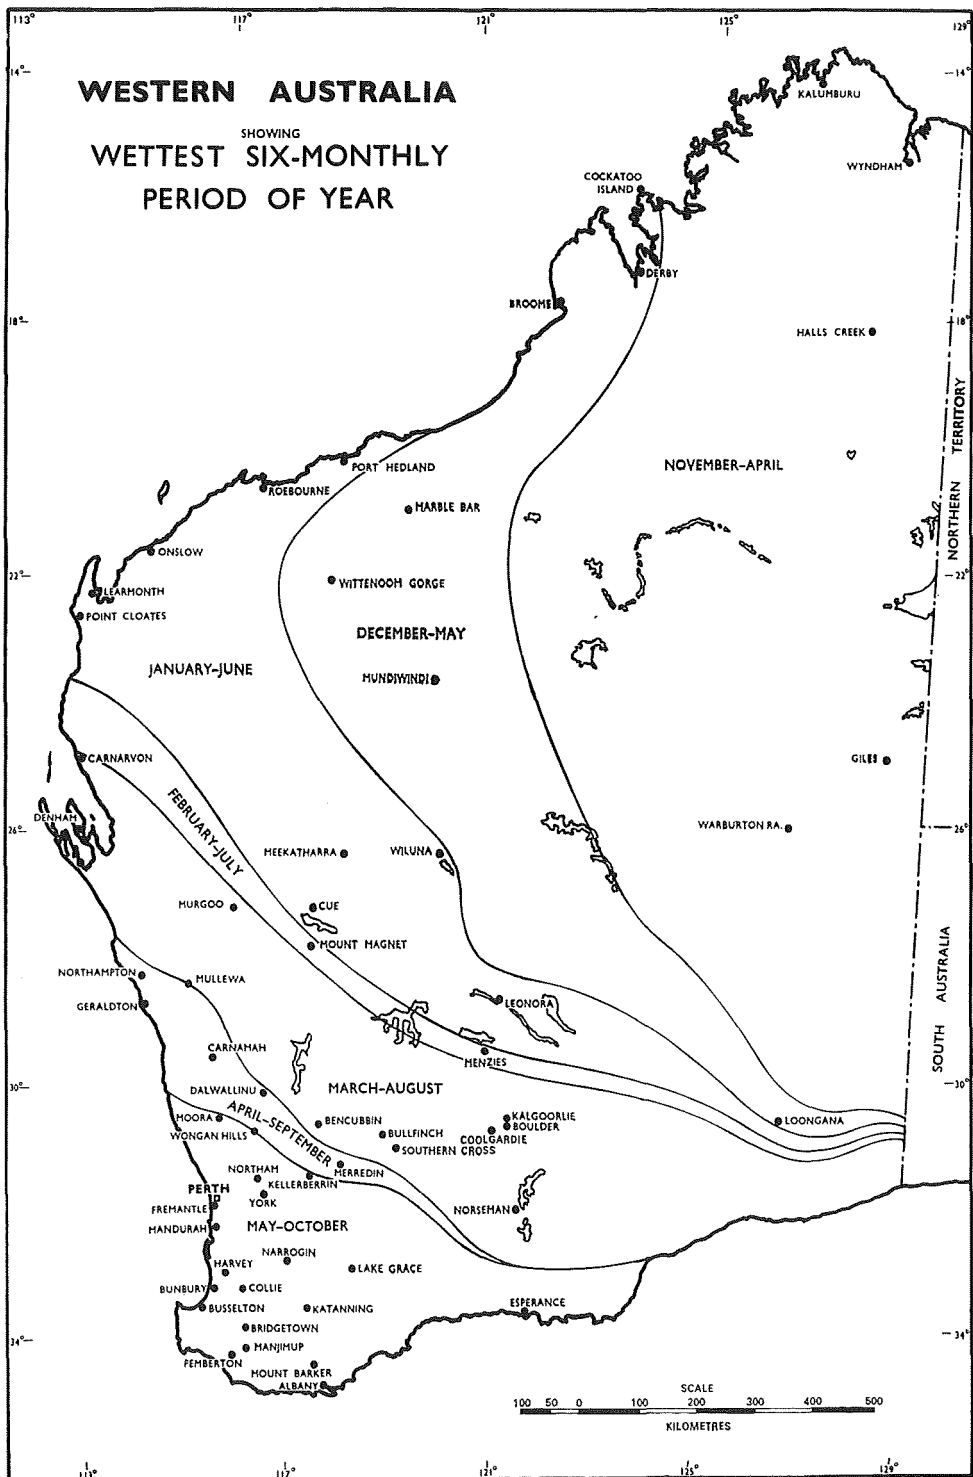 113° 117° 121° 125° 129°
WESTERN AUSTRALIA
SHOWING
WETTEST SIX-MONTHLY
PERIOD OF YEAR
14° 14°
KALUMBURU
WYNDHAM
COCKATOO
ISLAND
DERBY
BROOME
18° 18°
HALLS CREEK
NORTHERN TERRITORY
NOVEMBER-APRIL
PORT HEDLAND
ROEBOURNE
MARBLE BAR
ONSLOW
22° 22°
WITTENOOM GORGE
LEARMONTH
POINT CLOATES
DECEMBER-MAY
JANUARY-JUNE
MUNDIWINDI
CARNARVON
GILES
FEBRUARY-JULY
DENHAM
26° 26°
WARBURTON RA.
MEEKATHARRA
WILUNA
MURGOO
CUE
MOUNT MAGNET
NORTHAMPTON
MULLEWA
GERALDTON
LEONORA
SOUTH AUSTRALIA
CARNAMAH
MENZIES
30° 30°
DALWALLINU
MARCH-AUGUST
MOORA
APRIL-SEPTEMBER
BENCUBBIN
KALGOORLIE
BOULDER
LOONGANA
WONGAN HILLS
BULLFINCH
COOLGARDIE
SOUTHERN CROSS
MERREDIN
NORTHAM
KELLERBERRIN
PERTH
YORK
FREMANTLE
NORSEMAN
MANDURAH
MAY-OCTOBER
NARROGIN
HARVEY
LAKE GRACE
BUNBURY
COLLIE
BUSSELTON
KATANNING
ESPERANCE
BRIDGETOWN
34° 34°
MANJIMUP
PEMBERTON
MOUNT BARKER
ALBANY
SCALE
100 50 0 100 200 300 400 500
KILOMETRES
113° 117° 121° 125° 129°